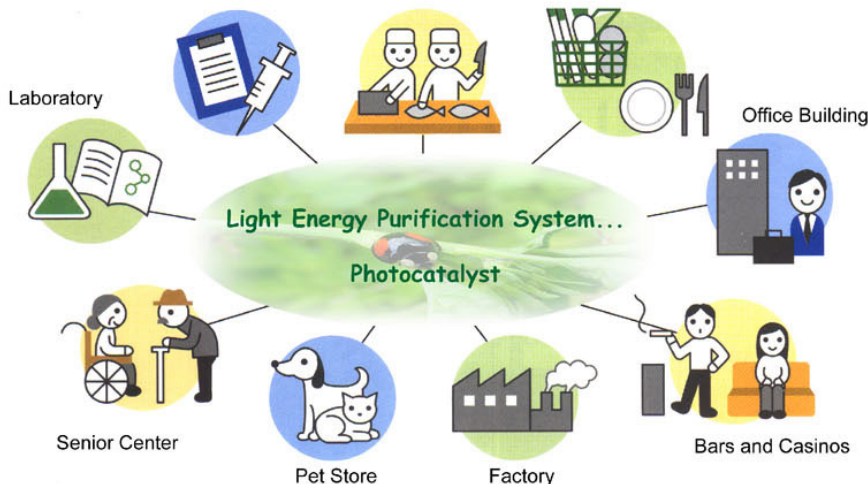 Laboratory
Office Building
Light Energy Purification System...
Photocatalyst
Senior Center
Pet Store
Factory
Bars and Casinos